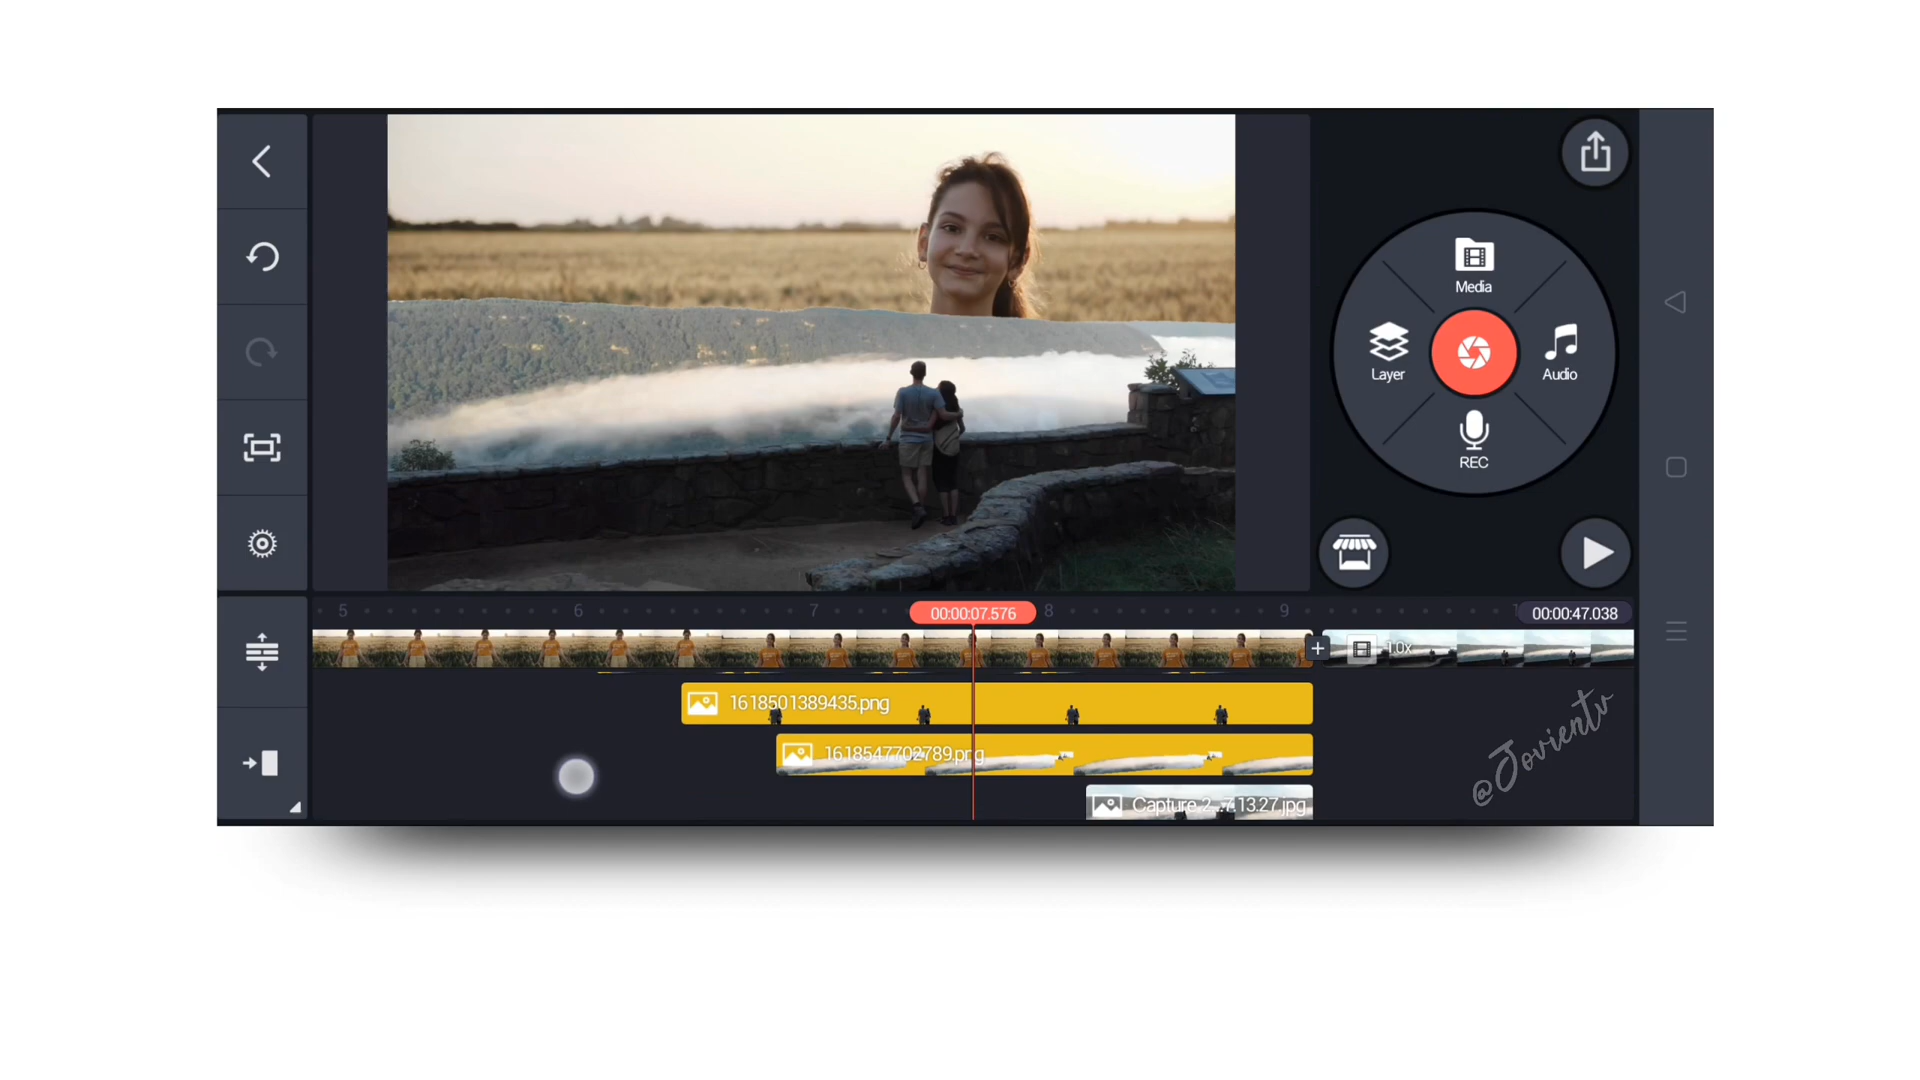 Media
Layer
Audio
REC
5
6
7
00:00:07.576
8
9
1
00:00:47.038
1.0x
1618501389435.png
1618547702789.png
Capture 2...7.13.27.jpg
@Jovientv